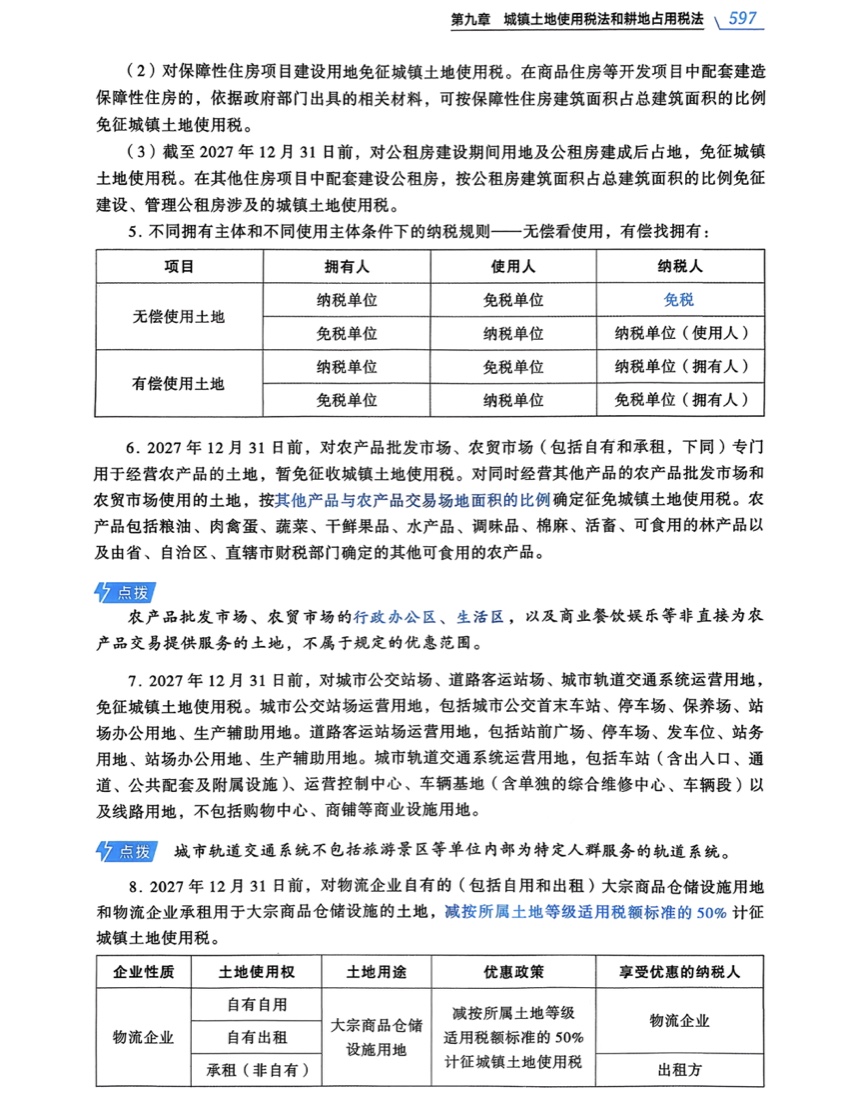 第九章 城镇土地使用税法和耕地占用税法 597
（2）对保障性住房项目建设用地免征城镇土地使用税。在商品住房等开发项目中配套建造
保障性住房的，依据政府部门出具的相关材料，可按保障性住房建筑面积占总建筑面积的比例
免征城镇土地使用税。
（3）截至 2027 年 12 月 31 日前，对公租房建设期间用地及公租房建成后占地，免征城镇
土地使用税。在其他住房项目中配套建设公租房，按公租房建筑面积占总建筑面积的比例免征
建设、管理公租房涉及的城镇土地使用税。
5. 不同拥有主体和不同使用主体条件下的纳税规则——无偿看使用，有偿找拥有：
项目 拥有人 使用人 纳税人
无偿使用土地 纳税单位 免税单位 免税
免税单位 纳税单位 纳税单位（使用人）
有偿使用土地 纳税单位 免税单位 纳税单位（拥有人）
免税单位 纳税单位 免税单位（拥有人）
6. 2027 年 12 月 31 日前，对农产品批发市场、农贸市场（包括自有和承租，下同）专门
用于经营农产品的土地，暂免征收城镇土地使用税。对同时经营其他产品的农产品批发市场和
农贸市场使用的土地，按其他产品与农产品交易场地面积的比例确定征免城镇土地使用税。农
产品包括粮油、肉禽蛋、蔬菜、干鲜果品、水产品、调味品、棉麻、活畜、可食用的林产品以
及由省、自治区、直辖市财税部门确定的其他可食用的农产品。
点拨
农产品批发市场、农贸市场的行政办公区、生活区，以及商业餐饮娱乐等非直接为农
产品交易提供服务的土地，不属于规定的优惠范围。
7. 2027 年 12 月 31 日前，对城市公交站场、道路客运站场、城市轨道交通系统运营用地，
免征城镇土地使用税。城市公交站场运营用地，包括城市公交首末车站、停车场、保养场、站
场办公用地、生产辅助用地。道路客运站场运营用地，包括站前广场、停车场、发车位、站务
用地、站场办公用地、生产辅助用地。城市轨道交通系统运营用地，包括车站（含出入口、通
道、公共配套及附属设施）、运营控制中心、车辆基地（含单独的综合维修中心、车辆段）以
及线路用地，不包括购物中心、商铺等商业设施用地。
点拨 城市轨道交通系统不包括旅游景区等单位内部为特定人群服务的轨道系统。
8. 2027 年 12 月 31 日前，对物流企业自有的（包括自用和出租）大宗商品仓储设施用地
和物流企业承租用于大宗商品仓储设施的土地，减按所属土地等级适用税额标准的 50% 计征
城镇土地使用税。
企业性质 土地使用权 土地用途 优惠政策 享受优惠的纳税人
物流企业 自有自用 大宗商品仓储 减按所属土地等级 物流企业
自有出租 设施用地 适用税额标准的 50%
承租（非自有） 计征城镇土地使用税 出租方